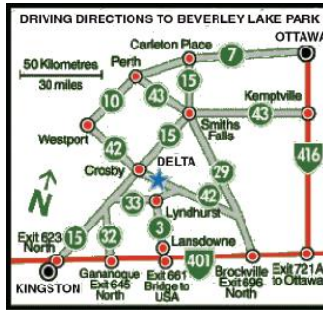 DRIVING DIRECTIONS TO BEVERLEY LAKE PARK
Carleton Place
7
OTTAWA
50 Kilometres
30 miles
Perth
15
10
43
Kemptville
43
Westport
Smiths
Falls
15
42
Crosby
DELTA
29
416
N
33
42
Lyndhurst
Exit 623
North
15
32
3
Lansdowne
401
KINGSTON
Gananoque
Exit 645
North
Exit 661
Bridge to
USA
Brockville
Exit 696
North
Exit 721A
to Ottawa